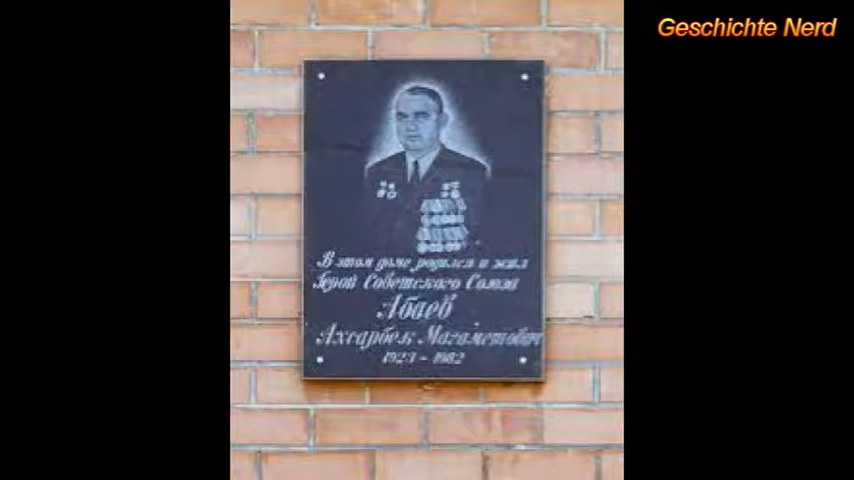 Geschichte Nerd
В этом доме родился и жил
Герой Советского Союза
Абаев
Ахсарбек Магаметович
1923 - 1982